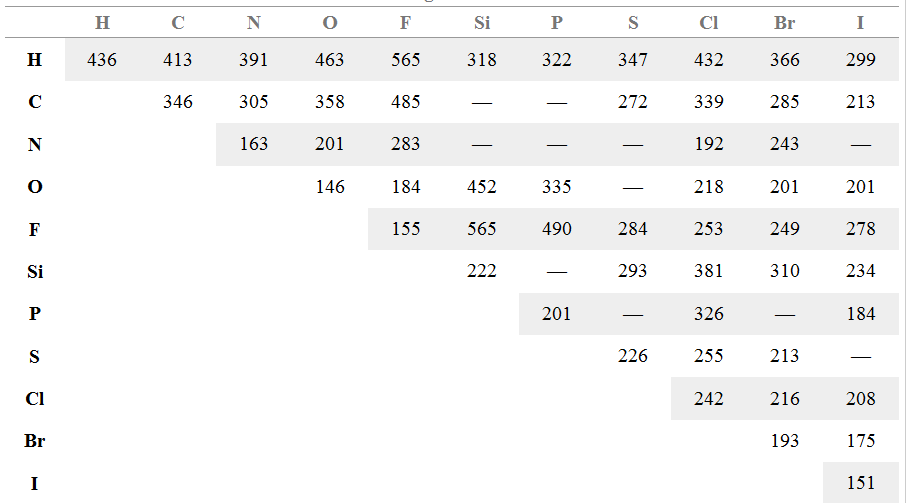 H C N O F Si P S Cl Br I
H 436 413 391 463 565 318 322 347 432 366 299
C 346 305 358 485 — — 272 339 285 213
N 163 201 283 — — — 192 243 —
O 146 184 452 335 — 218 201 201
F 155 565 490 284 253 249 278
Si 222 — 293 381 310 234
P 201 — 326 — 184
S 226 255 213 —
Cl 242 216 208
Br 193 175
I 151